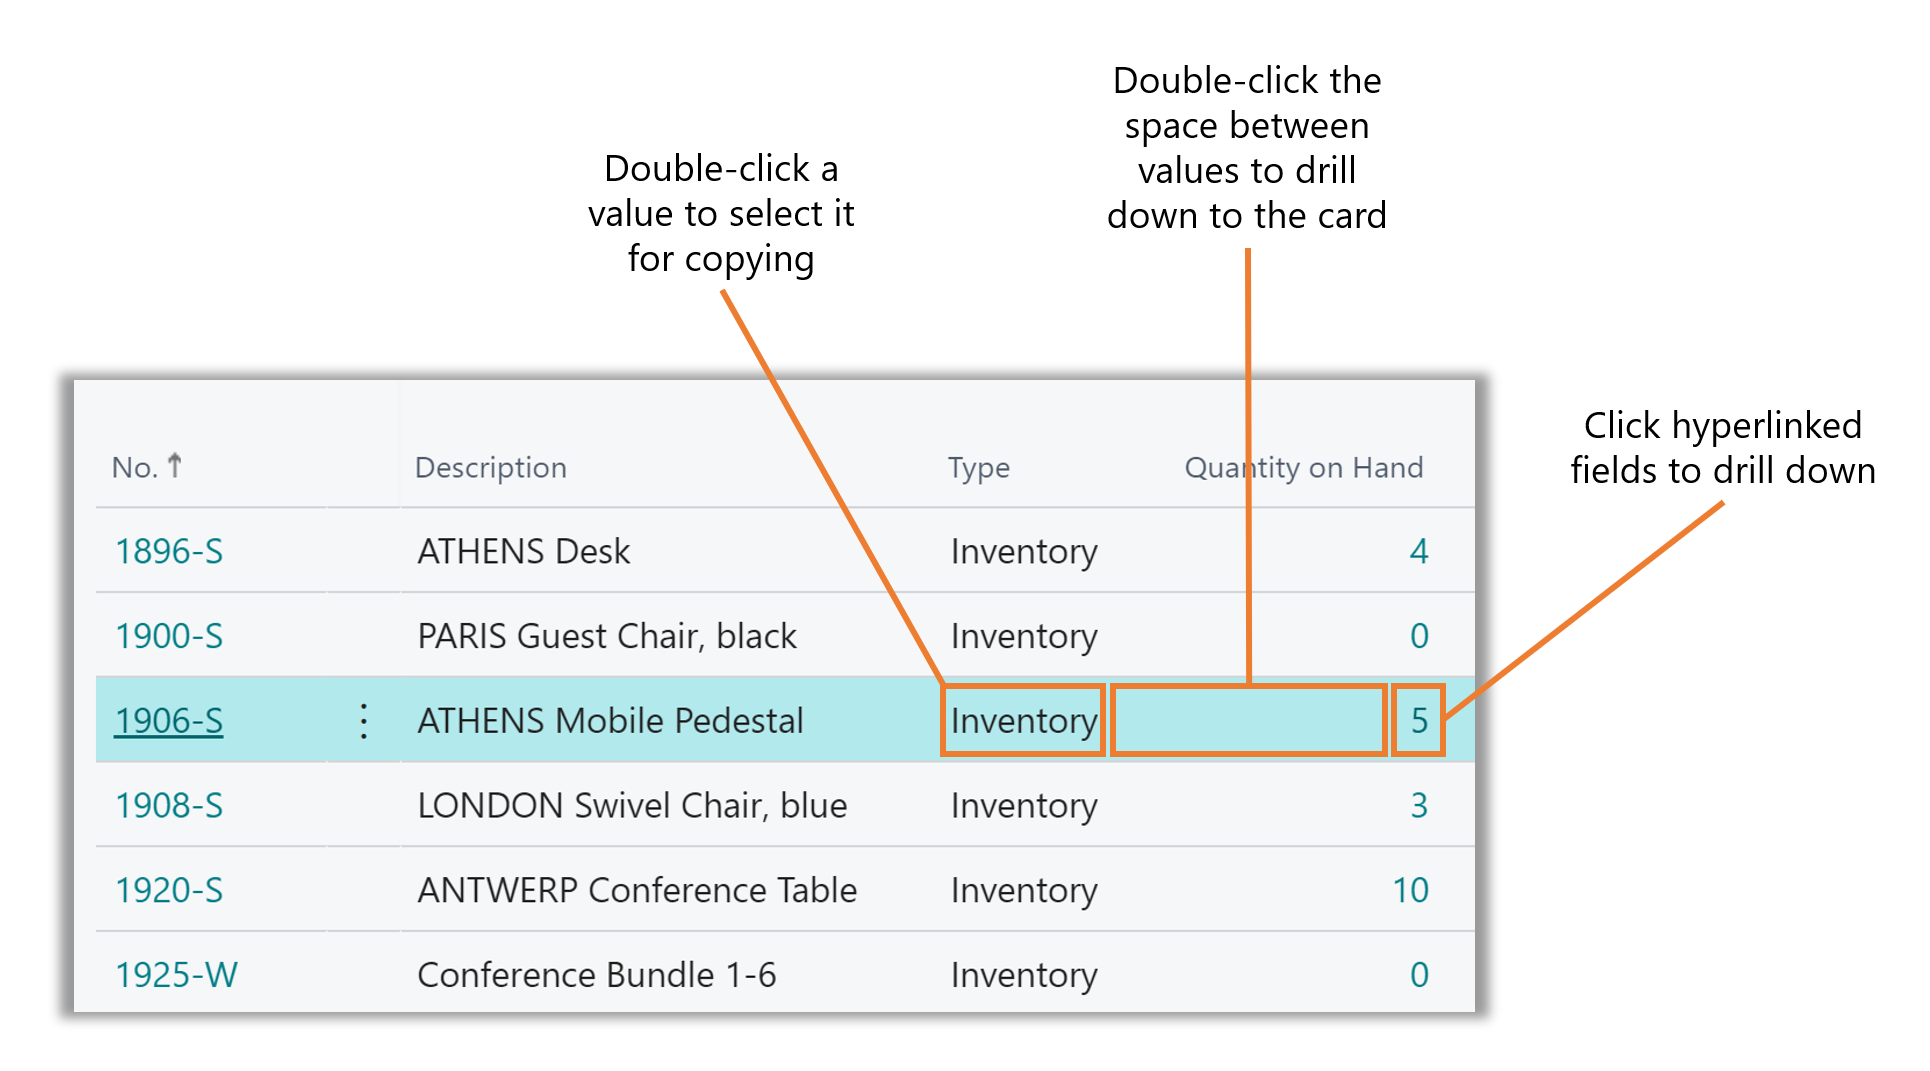 Double-click the
space between
values to drill
down to the card
Double-click a
value to select it
for copying
Click hyperlinked
fields to drill down
No. ↑ Description Type Quantity on Hand
1896-S ATHENS Desk Inventory 4
1900-S PARIS Guest Chair, black Inventory 0
1906-S ATHENS Mobile Pedestal Inventory 5
1908-S LONDON Swivel Chair, blue Inventory 3
1920-S ANTWERP Conference Table Inventory 10
1925-W Conference Bundle 1-6 Inventory 0